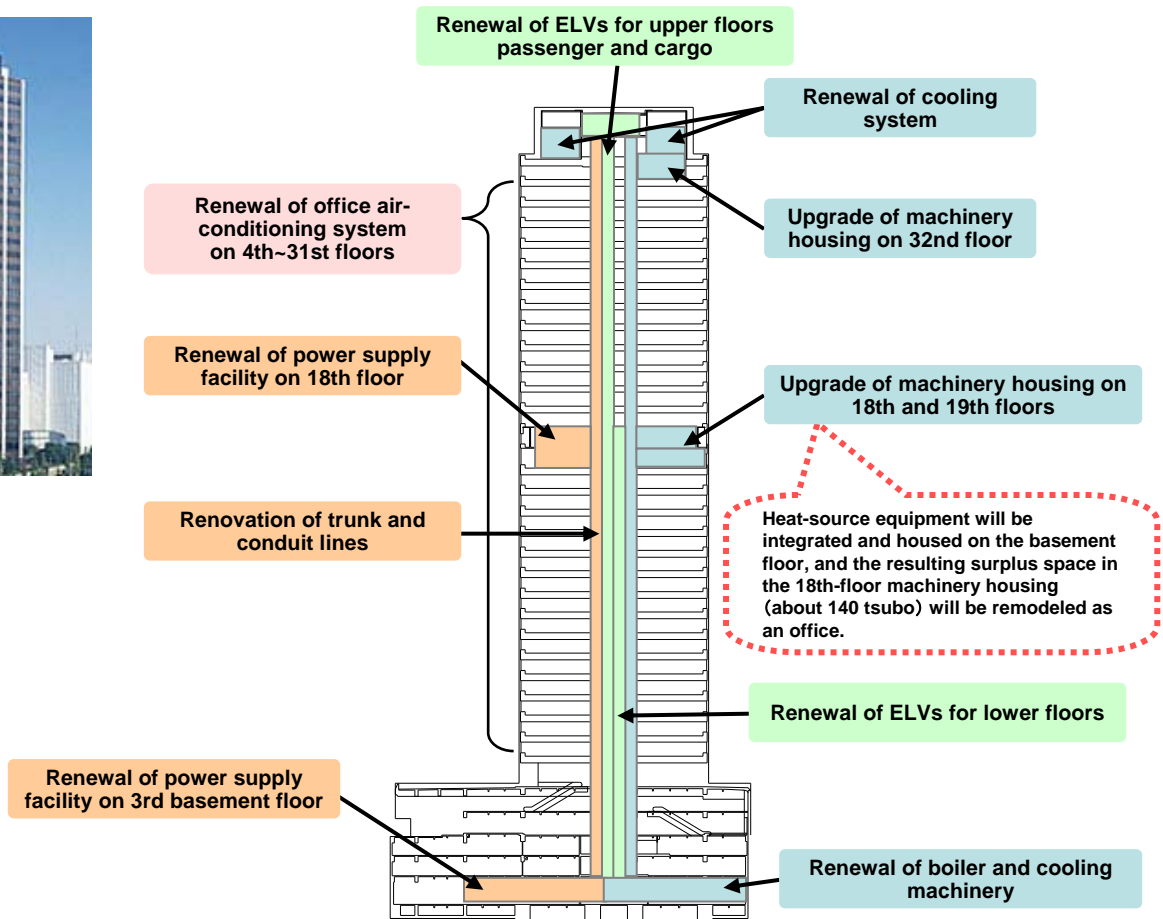 Renewal of ELVs for upper floors
passenger and cargo
Renewal of cooling
system
Renewal of office air-
conditioning system
on 4th~31st floors
Upgrade of machinery
housing on 32nd floor
Renewal of power supply
facility on 18th floor
Upgrade of machinery housing on
18th and 19th floors
Renovation of trunk and
conduit lines
Heat-source equipment will be
integrated and housed on the basement
floor, and the resulting surplus space in
the 18th-floor machinery housing
（about 140 tsubo）will be remodeled as
an office.
Renewal of ELVs for lower floors
Renewal of power supply
facility on 3rd basement floor
Renewal of boiler and cooling
machinery